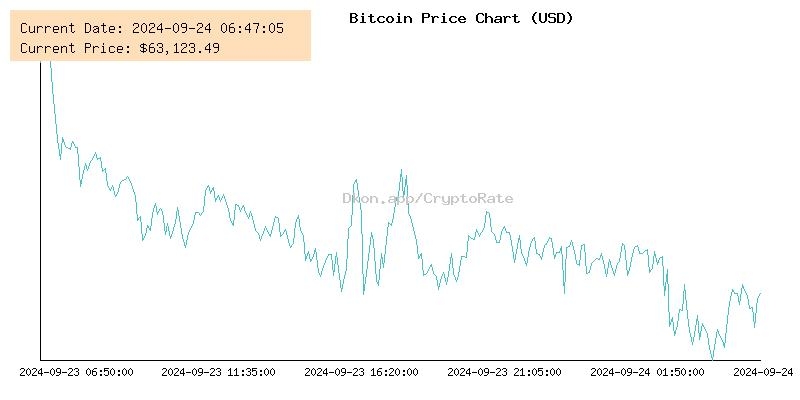 Bitcoin Price Chart (USD)
Current Date: 2024-09-24 06:47:05
Current Price: $63,123.49
Dkon.app/CryptoRate
2024-09-23 06:50:00 2024-09-23 11:35:00 2024-09-23 16:20:00 2024-09-23 21:05:00 2024-09-24 01:50:00 2024-09-24